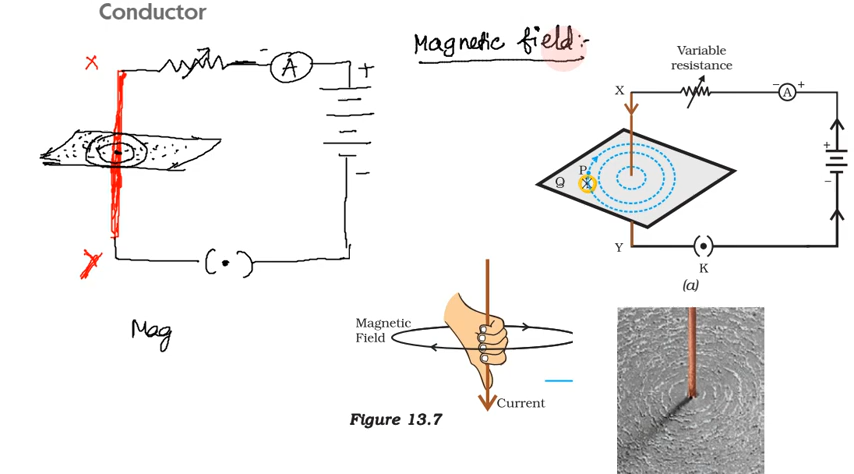 Conductor
Magnetic field:-
X
A
+
-
-
Y
(•)
Mag
Variable
resistance
X
- A +
P
Q
+
-
Y
K
(a)
Magnetic
Field
Current
Figure 13.7